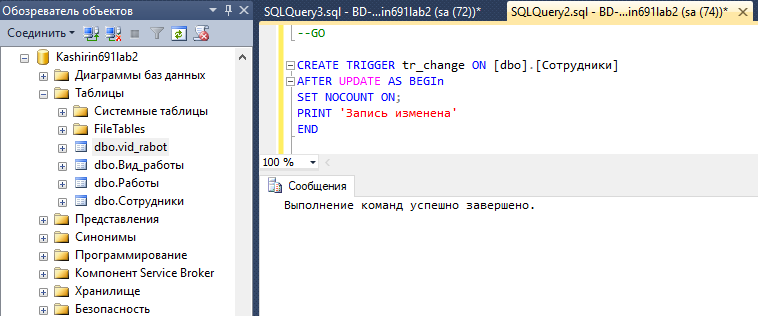 Обозреватель объектов
Соединить
Kashirin691lab2
Диаграммы баз данных
Таблицы
Системные таблицы
FileTables
dbo.vid_rabot
dbo.Вид_работы
dbo.Работы
dbo.Сотрудники
Представления
Синонимы
Программирование
Компонент Service Broker
Хранилище
Безопасность
SQLQuery3.sql - BD-...in691lab2 (sa (72))*
SQLQuery2.sql - BD-...in691lab2 (sa (74))*
--GO
CREATE TRIGGER tr_change ON [dbo].[Сотрудники]
AFTER UPDATE AS BEGIn
SET NOCOUNT ON;
PRINT 'Запись изменена'
END
100 %
Сообщения
Выполнение команд успешно завершено.